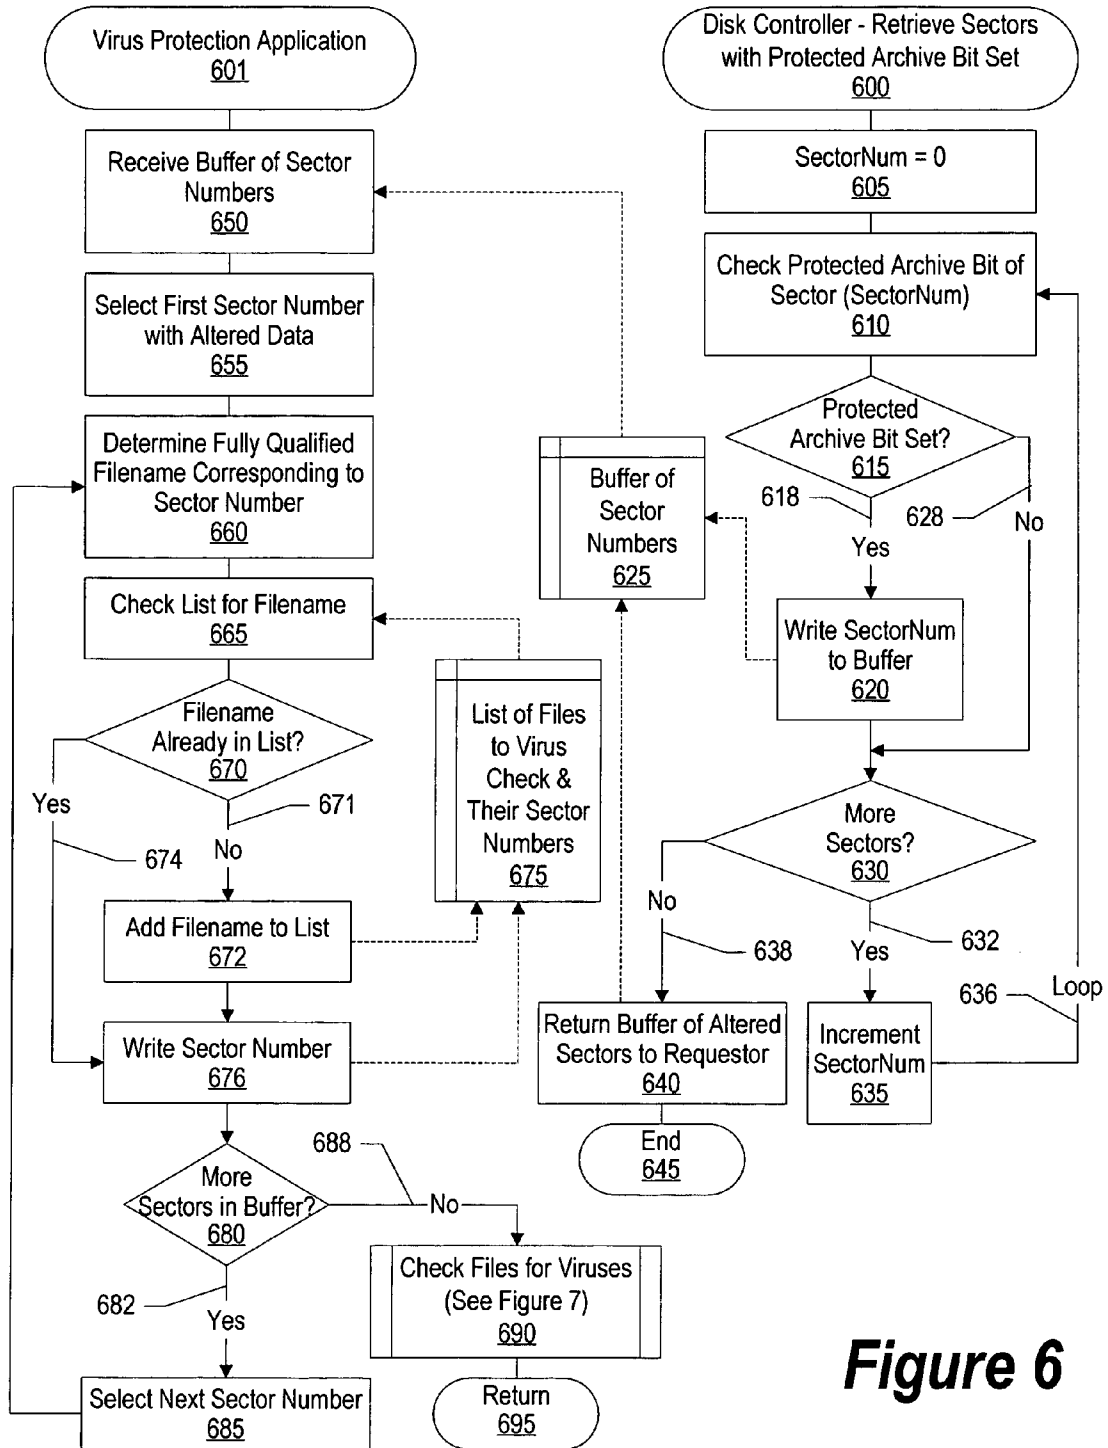 Virus Protection Application
601
Receive Buffer of Sector
Numbers
650
Select First Sector Number
with Altered Data
655
Determine Fully Qualified
Filename Corresponding to
Sector Number
660
Check List for Filename
665
Filename
Already in List?
670
Yes
674
671
No
Add Filename to List
672
Write Sector Number
676
More
Sectors in Buffer?
680
688
No
682
Yes
Select Next Sector Number
685
Check Files for Viruses
(See Figure 7)
690
Return
695
List of Files
to Virus
Check &
Their Sector
Numbers
675
Buffer of
Sector
Numbers
625
Disk Controller - Retrieve Sectors
with Protected Archive Bit Set
600
SectorNum = 0
605
Check Protected Archive Bit of
Sector (SectorNum)
610
Protected
Archive Bit Set?
615
618
Yes
628
No
Write SectorNum
to Buffer
620
More
Sectors?
630
No
638
632
Yes
636
Loop
Return Buffer of Altered
Sectors to Requestor
640
End
645
Increment
SectorNum
635
Figure 6